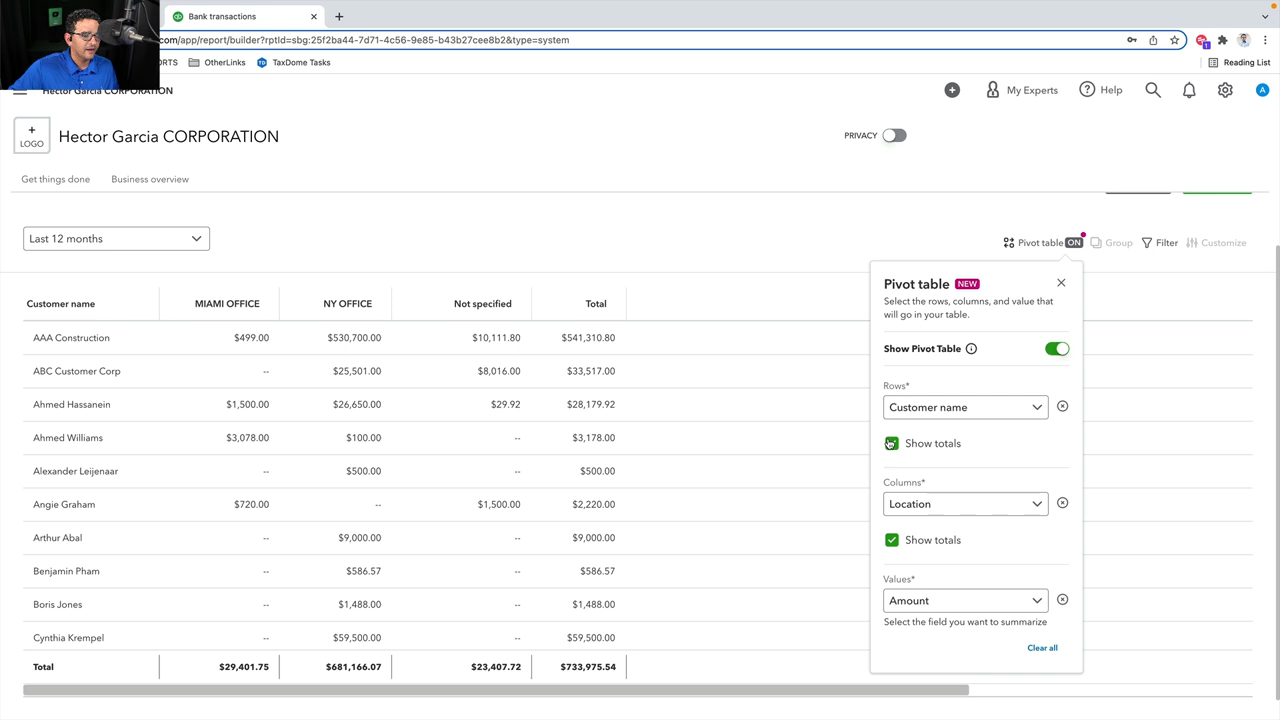 Bank transactions
com/app/report/builder?rptId=sbg:25f2ba44-7d71-4c56-9e85-b43b27cee8b2&type=system
ORTS
OtherLinks
TD
TaxDome Tasks
Reading List
Hector Garcia CORPORATION
My Experts
Help
A
+
LOGO
Hector Garcia CORPORATION
PRIVACY
Get things done
Business overview
Last 12 months
Pivot table ON
Group
Filter
Customize
Customer name MIAMI OFFICE NY OFFICE Not specified Total
AAA Construction $499.00 $530,700.00 $10,111.80 $541,310.80
ABC Customer Corp -- $25,501.00 $8,016.00 $33,517.00
Ahmed Hassanein $1,500.00 $26,650.00 $29.92 $28,179.92
Ahmed Williams $3,078.00 $100.00 -- $3,178.00
Alexander Leijenaar -- $500.00 -- $500.00
Angie Graham $720.00 -- $1,500.00 $2,220.00
Arthur Abal -- $9,000.00 -- $9,000.00
Benjamin Pham -- $586.57 -- $586.57
Boris Jones -- $1,488.00 -- $1,488.00
Cynthia Krempel -- $59,500.00 -- $59,500.00
Total $29,401.75 $681,166.07 $23,407.72 $733,975.54
Pivot table NEW
Select the rows, columns, and value that
will go in your table.
Show Pivot Table
Rows*
Customer name
Show totals
Columns*
Location
Show totals
Values*
Amount
Select the field you want to summarize
Clear all